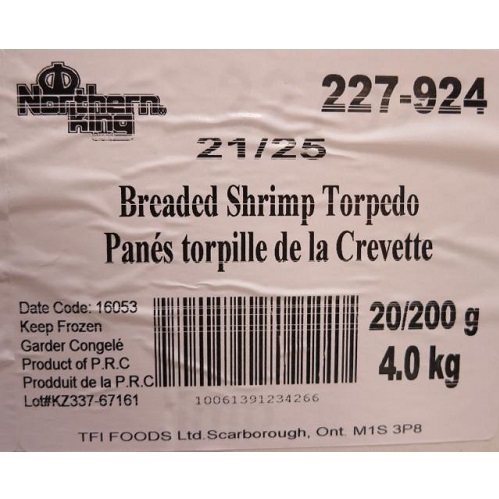 Northern King
227-924
21/25
Breaded Shrimp Torpedo
Panés torpille de la Crevette
Date Code: 16053
Keep Frozen
Garder Congelé
Product of P.R.C
Prodduit de la P.R.C
Lot#KZ337-67161
10061391234266
20/200 g
4.0 kg
TFI FOODS Ltd.Scarborough, Ont. M1S 3P8